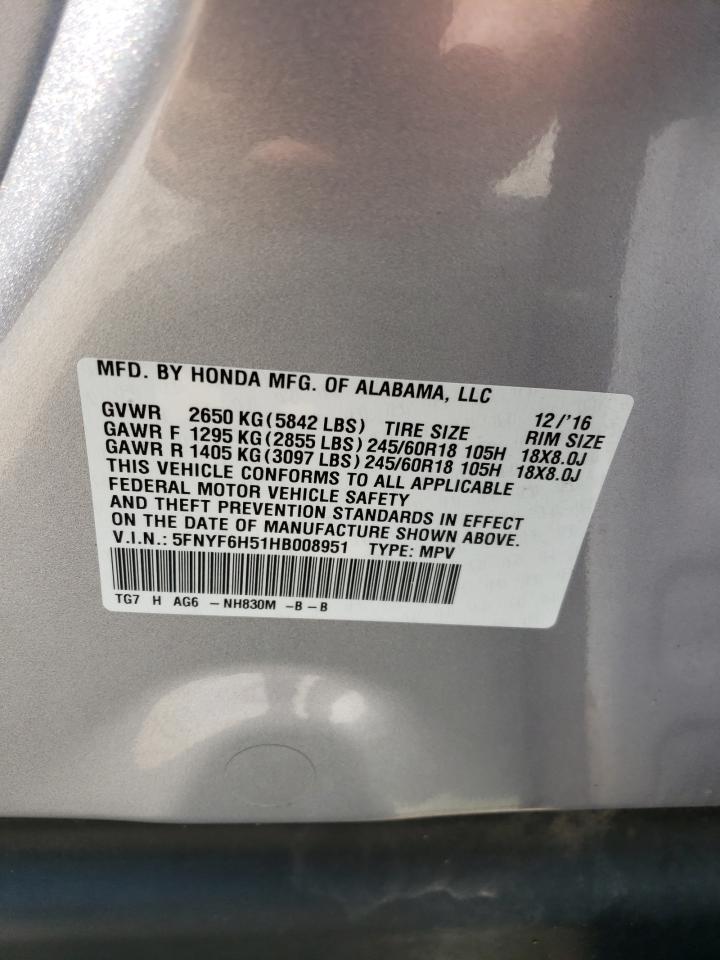 MFD. BY HONDA MFG. OF ALABAMA, LLC 12/'16
GVWR 2650 KG(5842 LBS) TIRE SIZE RIM SIZE
GAWR F 1295 KG(2855 LBS)245/60R18 105H 18X8.0J
GAWR R 1405 KG(3097 LBS)245/60R18 105H 18X8.0J
THIS VEHICLE CONFORMS TO ALL APPLICABLE
FEDERAL MOTOR VEHICLE SAFETY
AND THEFT PREVENTION STANDARDS IN EFFECT
ON THE DATE OF MANUFACTURE SHOWN ABOVE.
V.I.N.: 5FNYF6H51HB008951 TYPE: MPV
TG7 H AG6 -NH830M -B-B